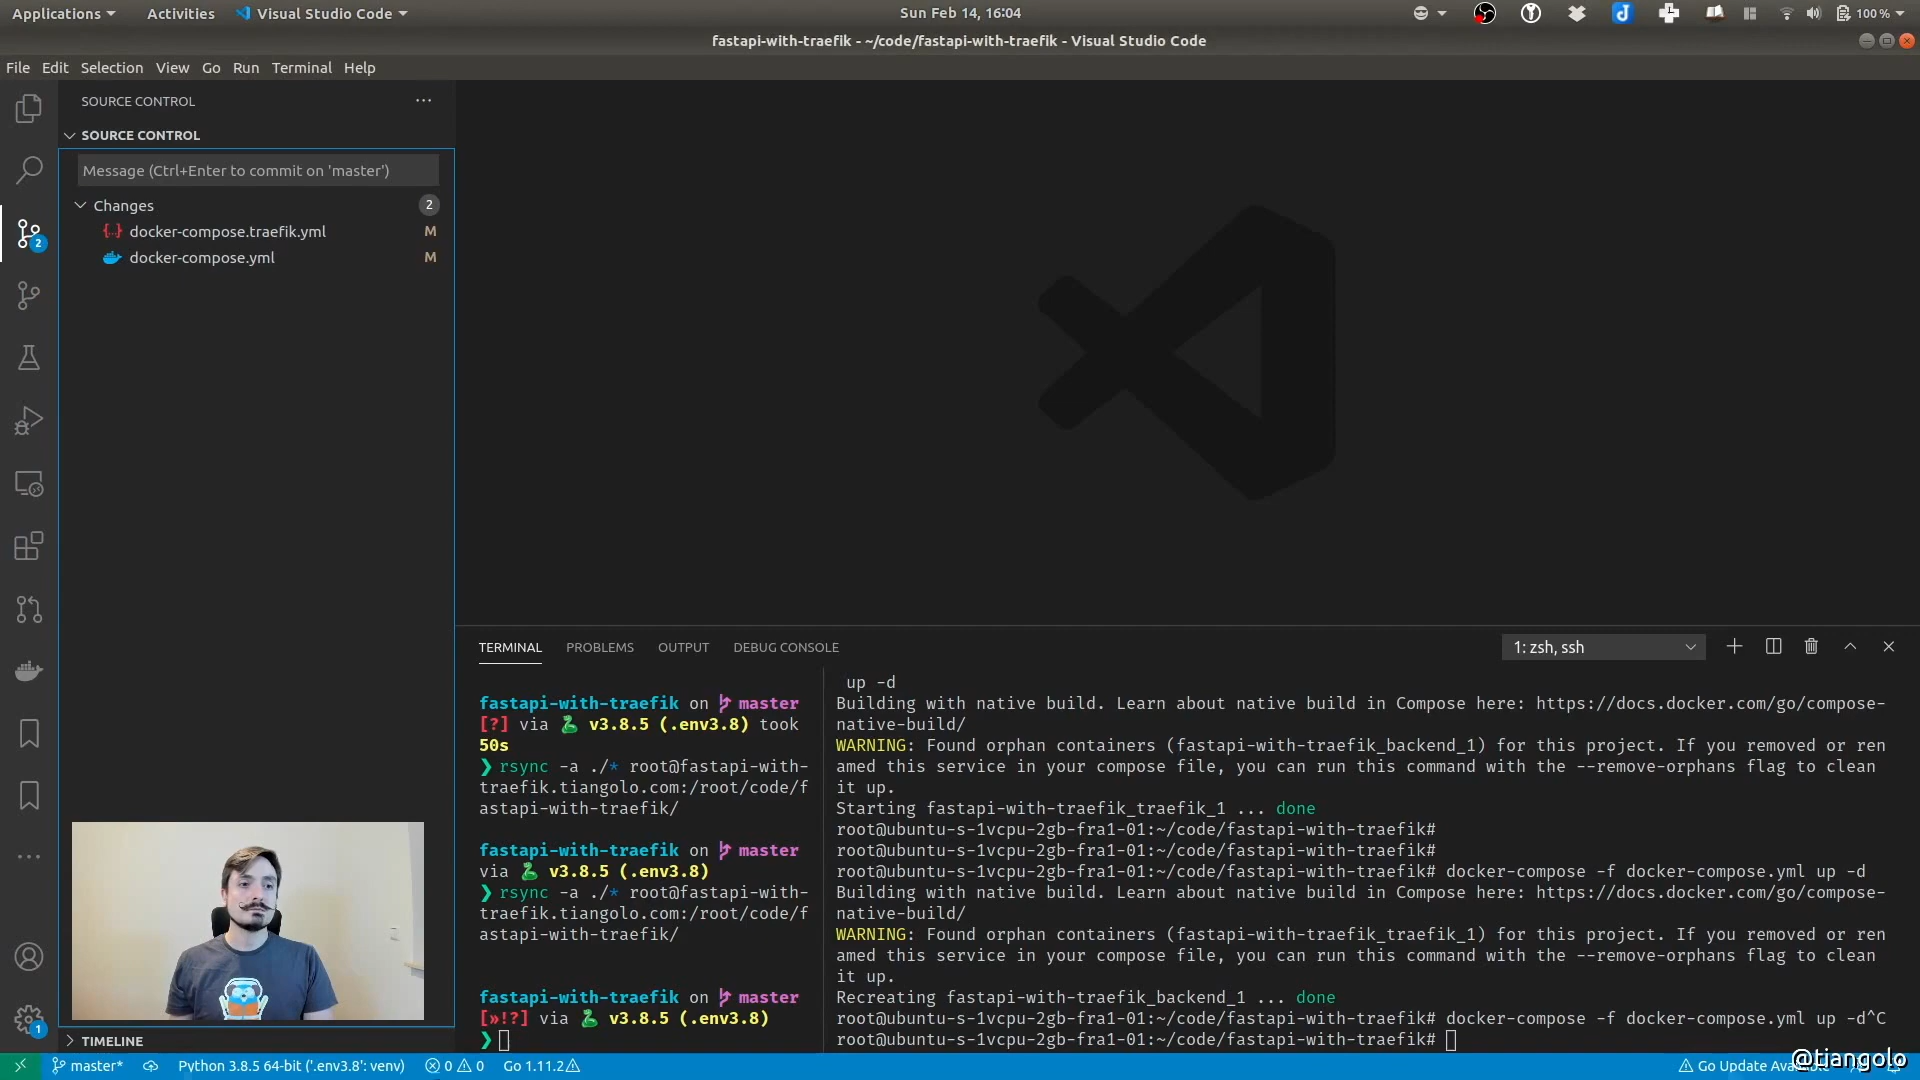 Applications
Activities
Visual Studio Code
Sun Feb 14, 16:04
100 %
fastapi-with-traefik - ~/code/fastapi-with-traefik - Visual Studio Code
File Edit Selection View Go Run Terminal Help
SOURCE CONTROL
SOURCE CONTROL
Message (Ctrl+Enter to commit on 'master')
Changes 2
docker-compose.traefik.yml M
docker-compose.yml M
2
1
TIMELINE
TERMINAL PROBLEMS OUTPUT DEBUG CONSOLE
1: zsh, ssh
fastapi-with-traefik on master
[?] via v3.8.5 (.env3.8) took
50s
❯ rsync -a ./* root@fastapi-with-
traefik.tiangolo.com:/root/code/f
astapi-with-traefik/
fastapi-with-traefik on master
via v3.8.5 (.env3.8)
❯ rsync -a ./* root@fastapi-with-
traefik.tiangolo.com:/root/code/f
astapi-with-traefik/
fastapi-with-traefik on master
[»!?] via v3.8.5 (.env3.8)
❯
up -d
Building with native build. Learn about native build in Compose here: https://docs.docker.com/go/compose-
native-build/
WARNING: Found orphan containers (fastapi-with-traefik_backend_1) for this project. If you removed or ren
amed this service in your compose file, you can run this command with the --remove-orphans flag to clean
it up.
Starting fastapi-with-traefik_traefik_1 ... done
root@ubuntu-s-1vcpu-2gb-fra1-01:~/code/fastapi-with-traefik#
root@ubuntu-s-1vcpu-2gb-fra1-01:~/code/fastapi-with-traefik#
root@ubuntu-s-1vcpu-2gb-fra1-01:~/code/fastapi-with-traefik# docker-compose -f docker-compose.yml up -d
Building with native build. Learn about native build in Compose here: https://docs.docker.com/go/compose-
native-build/
WARNING: Found orphan containers (fastapi-with-traefik_traefik_1) for this project. If you removed or ren
amed this service in your compose file, you can run this command with the --remove-orphans flag to clean
it up.
Recreating fastapi-with-traefik_backend_1 ... done
root@ubuntu-s-1vcpu-2gb-fra1-01:~/code/fastapi-with-traefik# docker-compose -f docker-compose.yml up -d^C
root@ubuntu-s-1vcpu-2gb-fra1-01:~/code/fastapi-with-traefik#
master* Python 3.8.5 64-bit ('.env3.8': venv) 0 0 Go 1.11.2 Go Update
@tiangolo